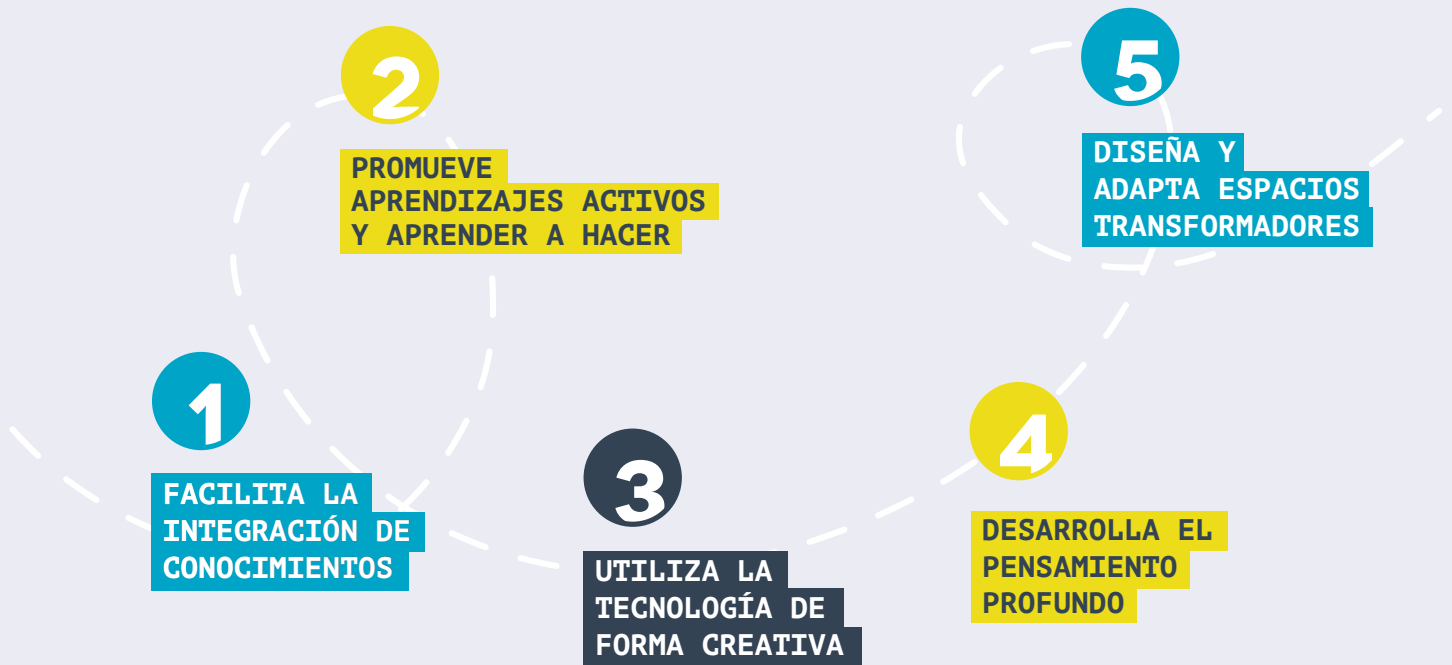 1
FACILITA LA
INTEGRACIÓN DE
CONOCIMIENTOS
2
PROMUEVE
APRENDIZAJES ACTIVOS
Y APRENDER A HACER
3
UTILIZA LA
TECNOLOGÍA DE
FORMA CREATIVA
4
DESARROLLA EL
PENSAMIENTO
PROFUNDO
5
DISEÑA Y
ADAPTA ESPACIOS
TRANSFORMADORES